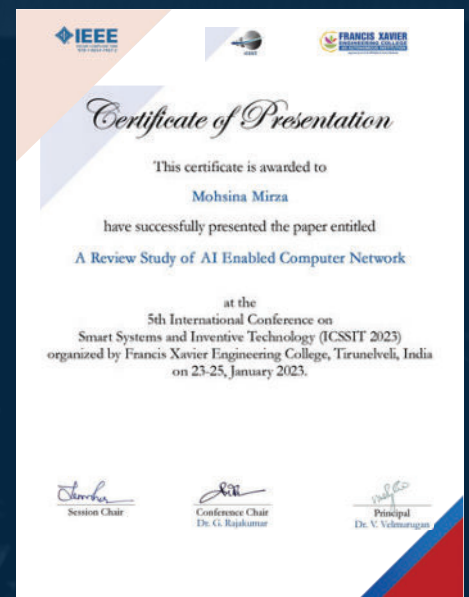 IEEE
FRANCIS XAVIER
ENGINEERING COLLEGE
Certificate of Presentation
This certificate is awarded to
Mohsina Mirza
have successfully presented the paper entitled
A Review Study of AI Enabled Computer Network
at the
5th International Conference on
Smart Systems and Inventive Technology (ICSSIT 2023)
organized by Francis Xavier Engineering College, Tirunelveli, India
on 23-25, January 2023.
Session Chair
Conference Chair
Dr. G. Rajakumar
Principal
Dr. V. Velmurugan